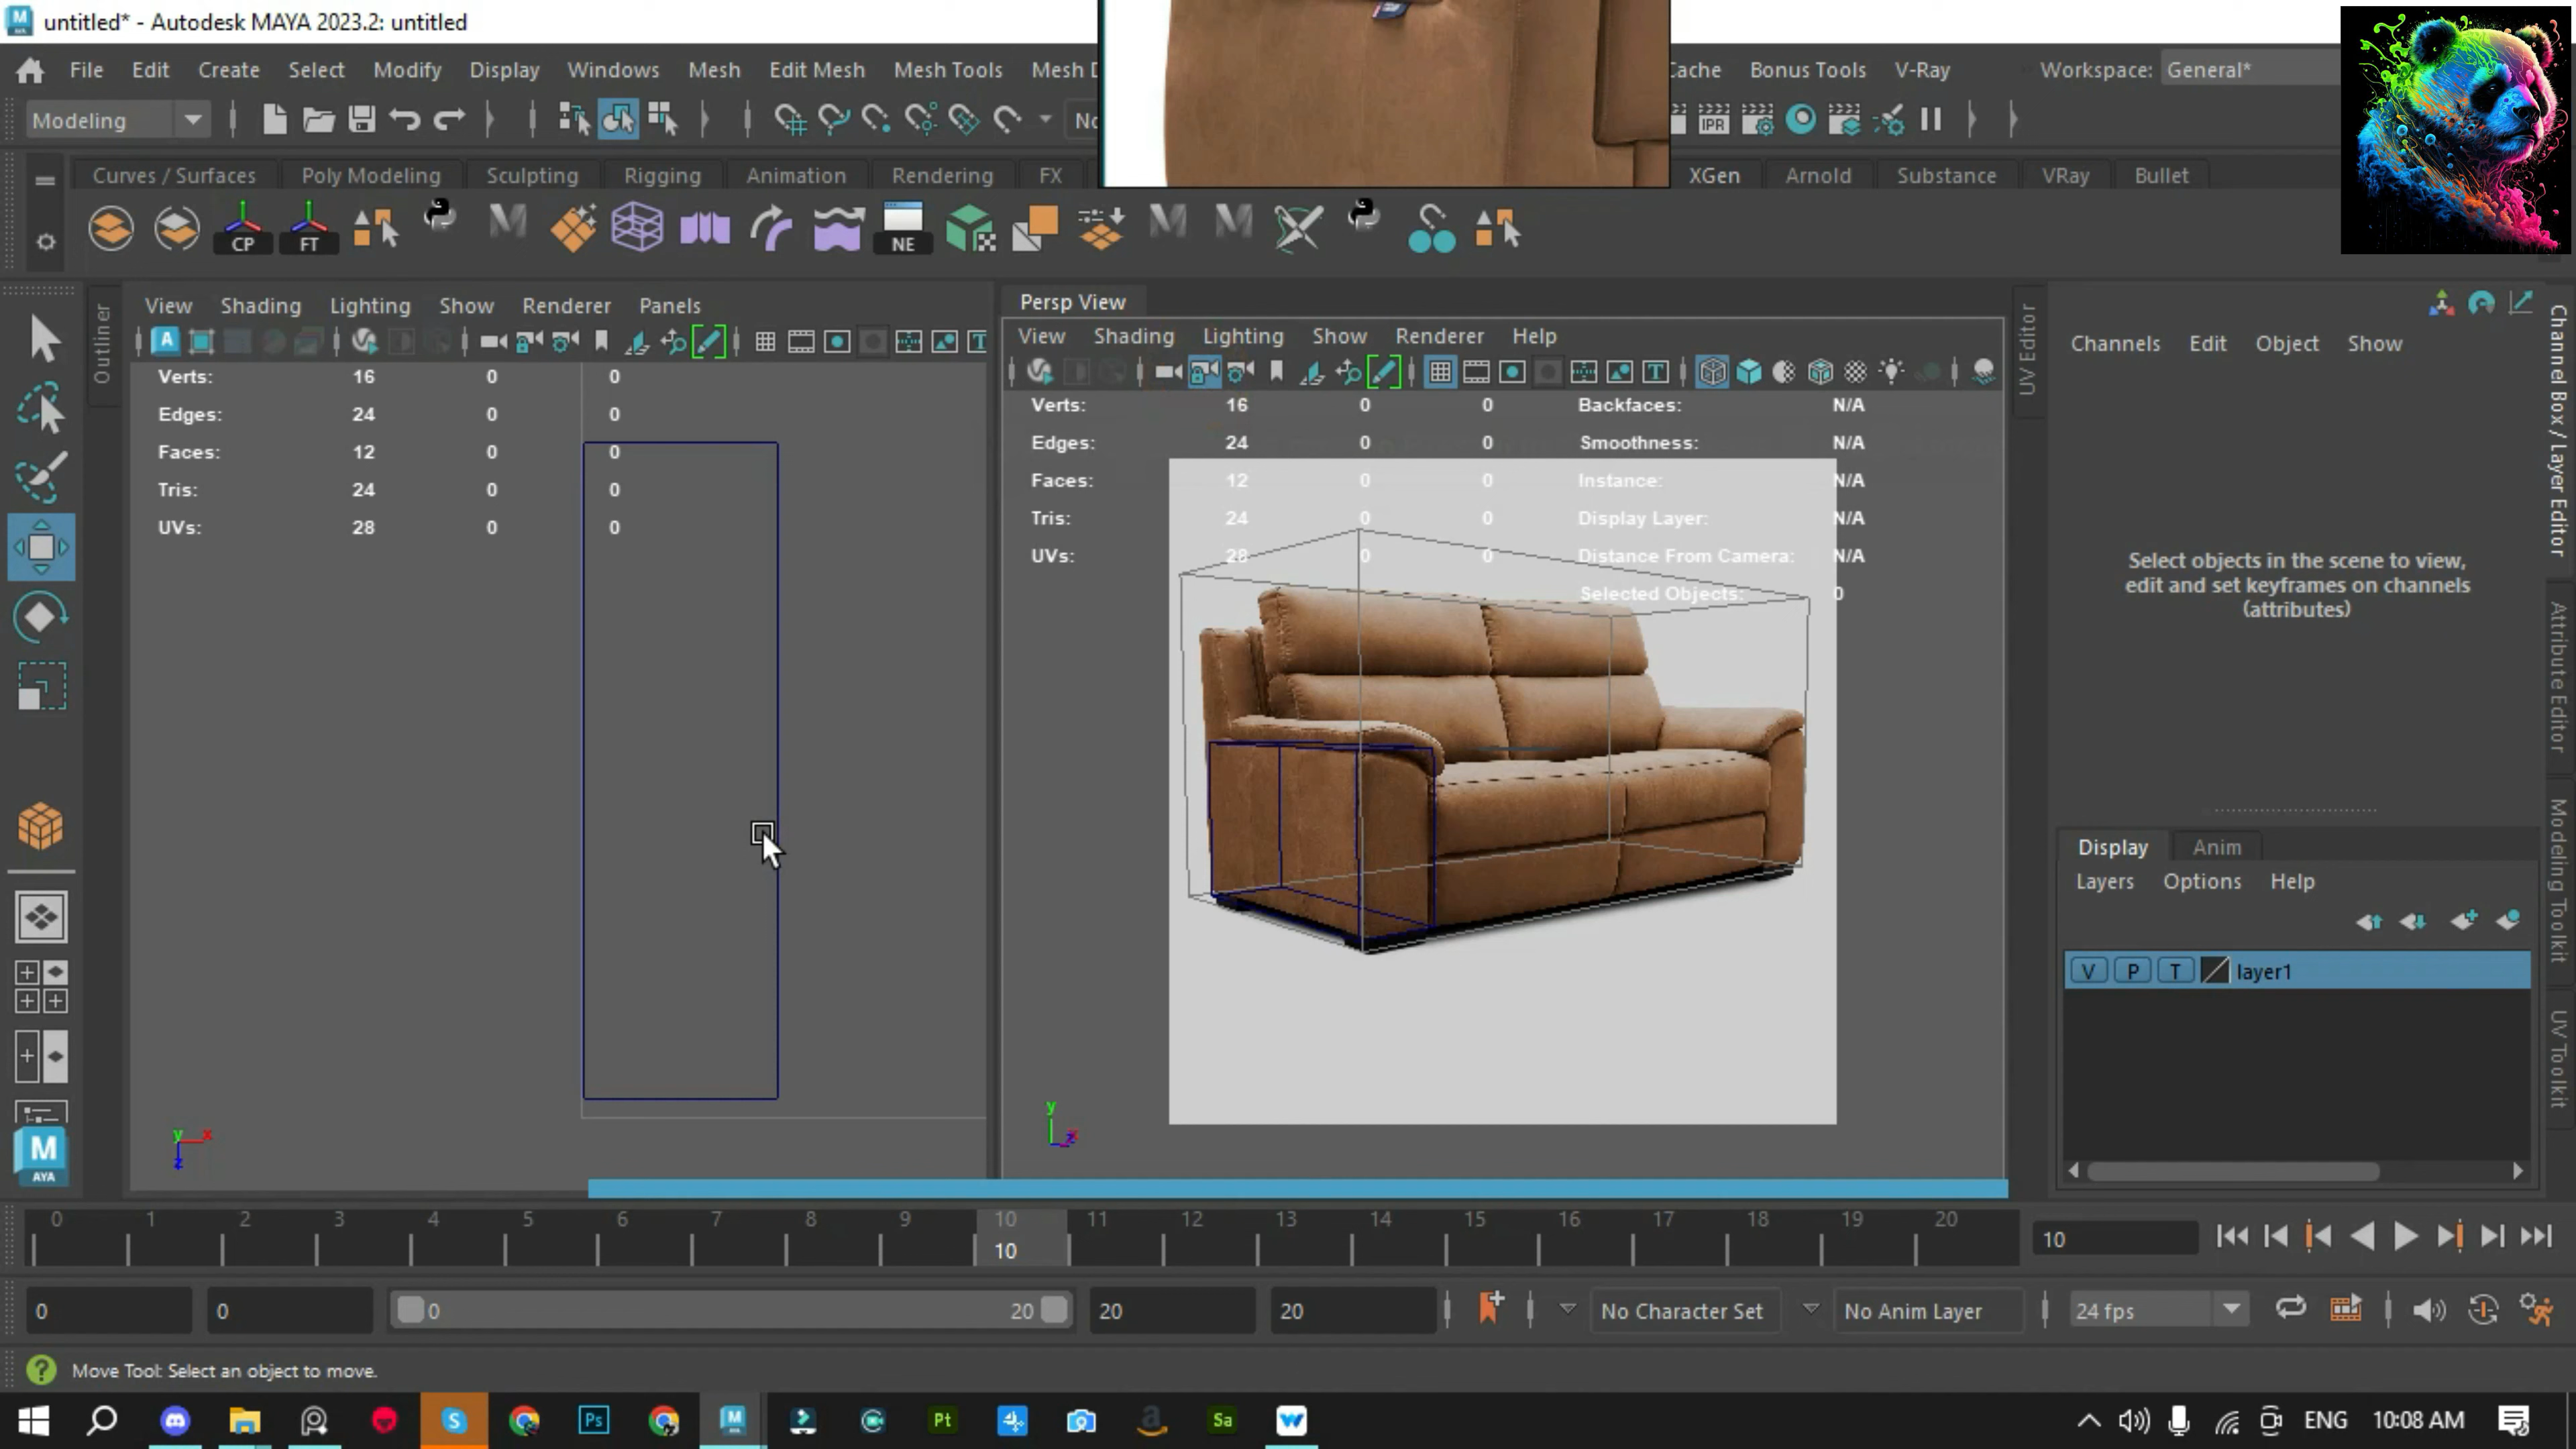 untitled* - Autodesk MAYA 2023.2: untitled
File Edit Create Select Modify Display Windows Mesh Edit Mesh Mesh Tools Mesh Cache Bonus Tools V-Ray Workspace: General*
Modeling IPR
Curves / Surfaces Poly Modeling Sculpting Rigging Animation Rendering FX XGen Arnold Substance VRay Bullet
CP FT NE
Outliner
View Shading Lighting Show Renderer Panels
Verts: 16 0 0
Edges: 24 0 0
Faces: 12 0 0
Tris: 24 0 0
UVs: 28 0 0
y x
z
Persp View
View Shading Lighting Show Renderer Help
Verts: 16 0 0 Backfaces: N/A
Edges: 24 0 0 Smoothness: N/A
Faces: 12 0 0 Instance: N/A
Tris: 24 0 0 Display Layer: N/A
UVs: 28 0 0 Distance From Camera: N/A
Selected Objects: 0
y
UV Editor
Channels Edit Object Show
Select objects in the scene to view,
edit and set keyframes on channels
(attributes)
Display Anim
Layers Options Help
V P T layer1
Channel Box / Layer Editor
Attribute Editor
Modeling Toolkit
UV Toolkit
M
AYA
0 1 2 3 4 5 6 7 8 9 10 11 12 13 14 15 16 17 18 19 20
10
10
0 0 0 20 20 20 No Character Set No Anim Layer 24 fps
Move Tool: Select an object to move.
Ps M Pt Sa ENG 10:08 AM